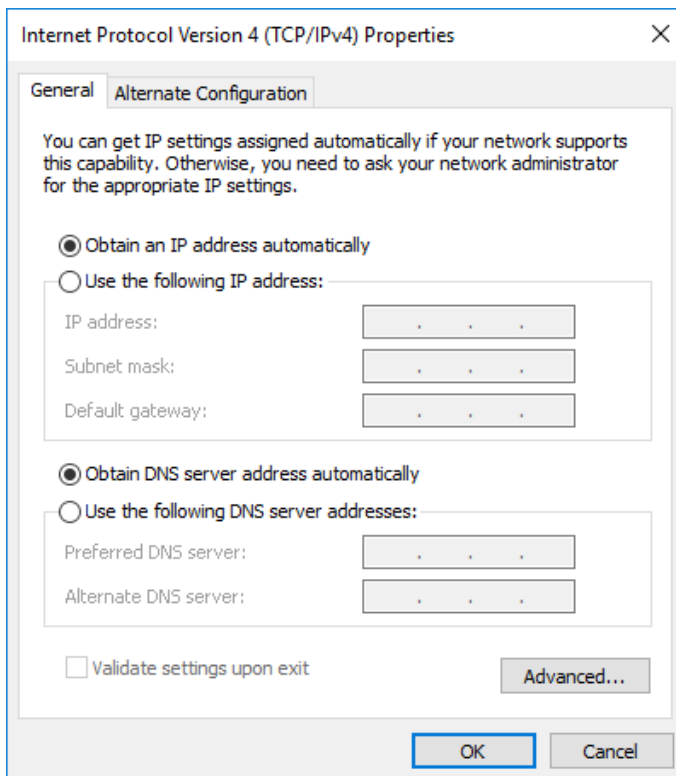 Internet Protocol Version 4 (TCP/IPv4) Properties
General
Alternate Configuration
You can get IP settings assigned automatically if your network supports
this capability. Otherwise, you need to ask your network administrator
for the appropriate IP settings.
Obtain an IP address automatically
Use the following IP address:
IP address:
. . .
Subnet mask:
. . .
Default gateway:
. . .
Obtain DNS server address automatically
Use the following DNS server addresses:
Preferred DNS server:
. . .
Alternate DNS server:
. . .
Validate settings upon exit
Advanced...
OK
Cancel